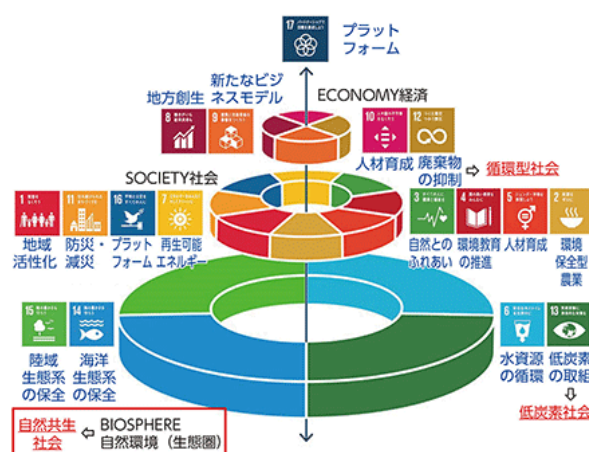 17
プラット
フォーム
新たなビジ
ネスモデル
地方創生
ECONOMY経済
8
9
10
12
人材育成
廃棄物
の抑制
⇨ 循環型社会
SOCIETY社会
1
11
16
7
地域
活性化
防災・
減災
プラット
フォーム
再生可能
エネルギー
3
4
5
2
自然との
ふれあい
環境教育
の推進
人材育成
環境
保全型
農業
15
14
陸域
生態系
の保全
海洋
生態系
の保全
6
13
水資源
の循環
低炭素
の取組
低炭素社会
自然共生
社会
⇦ BIOSPHERE
自然環境（生態圏）